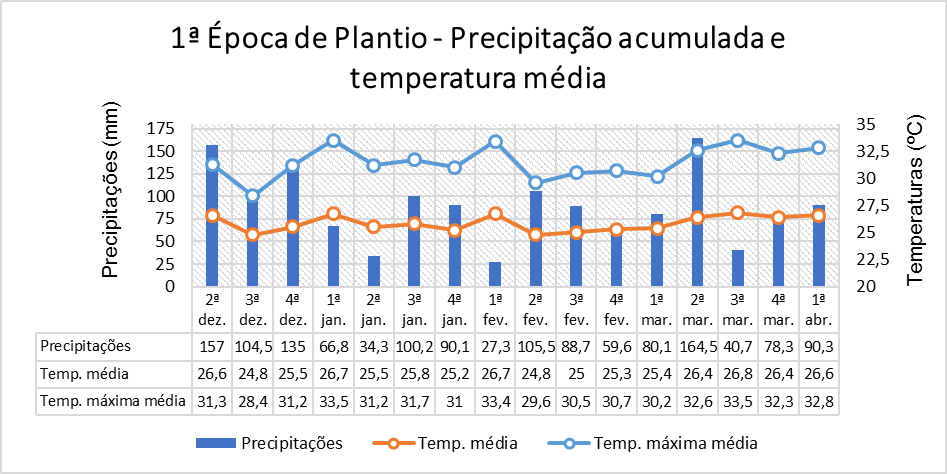 1ª Época de Plantio - Precipitação acumulada e
temperatura média
Precipitações (mm)
175
150
125
100
75
50
25
0
35
32,5
30
27,5
25
22,5
20
Temperaturas (ºC)
2ª 3ª 4ª 1ª 2ª 3ª 4ª 1ª 2ª 3ª 4ª 1ª 2ª 3ª 4ª 1ª
dez. dez. dez. jan. jan. jan. jan. fev. fev. fev. fev. mar. mar. mar. mar. abr.
Precipitações 157 104,5 135 66,8 34,3 100,2 90,1 27,3 105,5 88,7 59,6 80,1 164,5 40,7 78,3 90,3
Temp. média 26,6 24,8 25,5 26,7 25,5 25,8 25,2 26,7 24,8 25 25,3 25,4 26,4 26,8 26,4 26,6
Temp. máxima média 31,3 28,4 31,2 33,5 31,2 31,7 31 33,4 29,6 30,5 30,7 30,2 32,6 33,5 32,3 32,8
Precipitações Temp. média Temp. máxima média